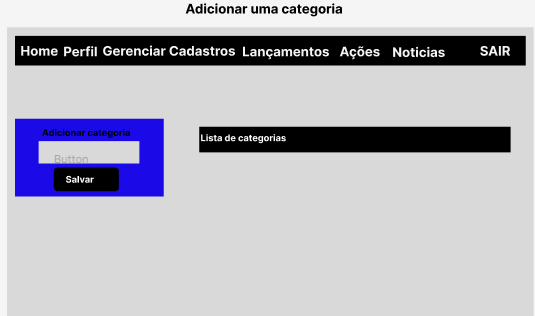 Adicionar uma categoria
Home Perfil Gerenciar Cadastros Lançamentos Ações Noticias SAIR
Adicionar categoria
Button
Salvar
Lista de categorias